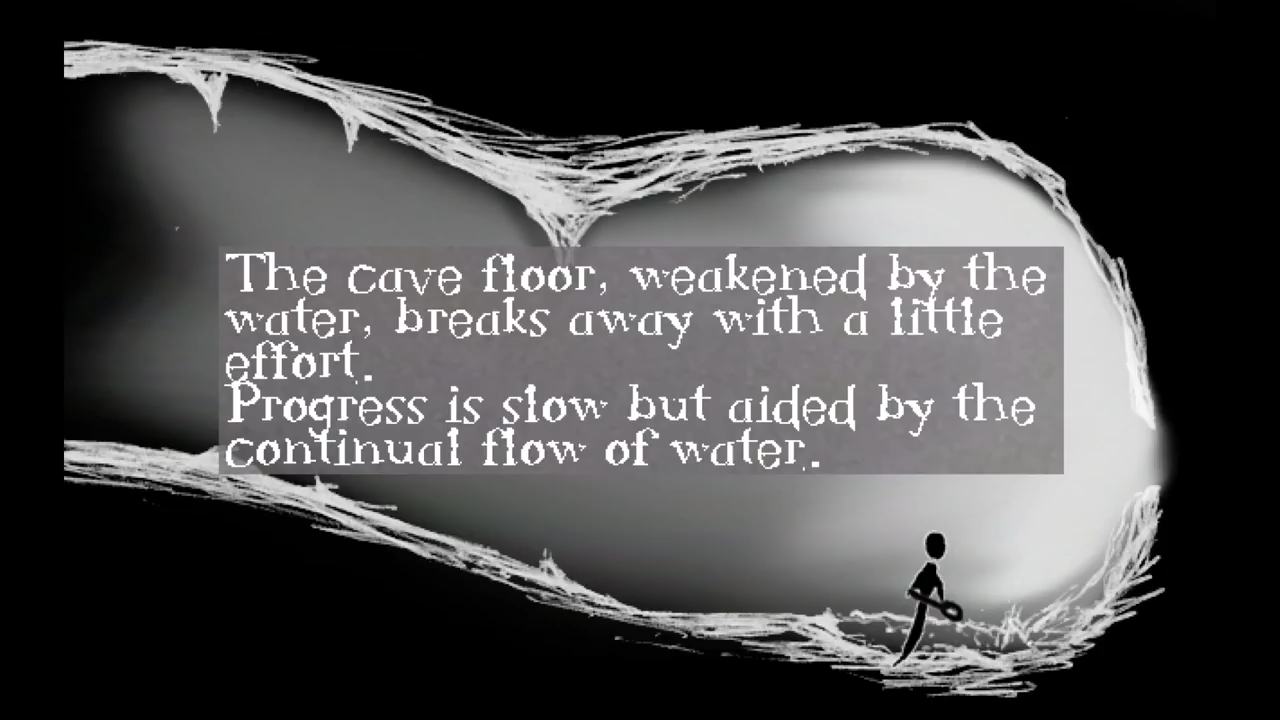 The cave floor, weakened by the
water, breaks away with a little
effort.
Progress is slow but aided by the
continual flow of water.